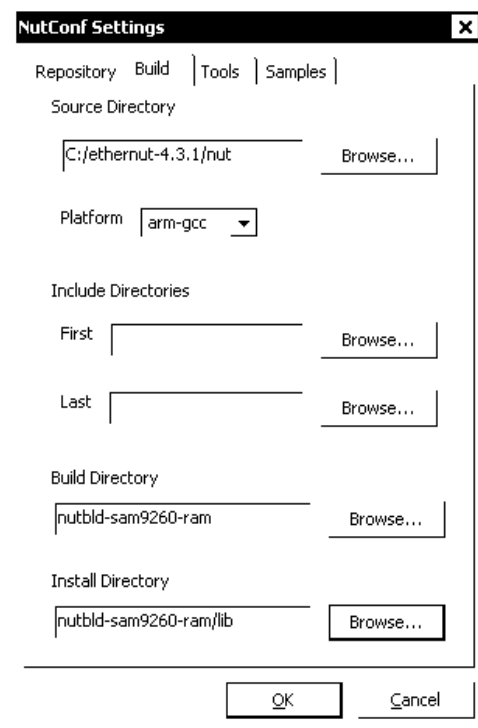 NutConf Settings
Repository Build Tools Samples
Source Directory
C:/ethernut-4.3.1/nut Browse...
Platform arm-gcc
Include Directories
First Browse...
Last Browse...
Build Directory
nutbld-sam9260-ram Browse...
Install Directory
nutbld-sam9260-ram/lib Browse...
OK Cancel